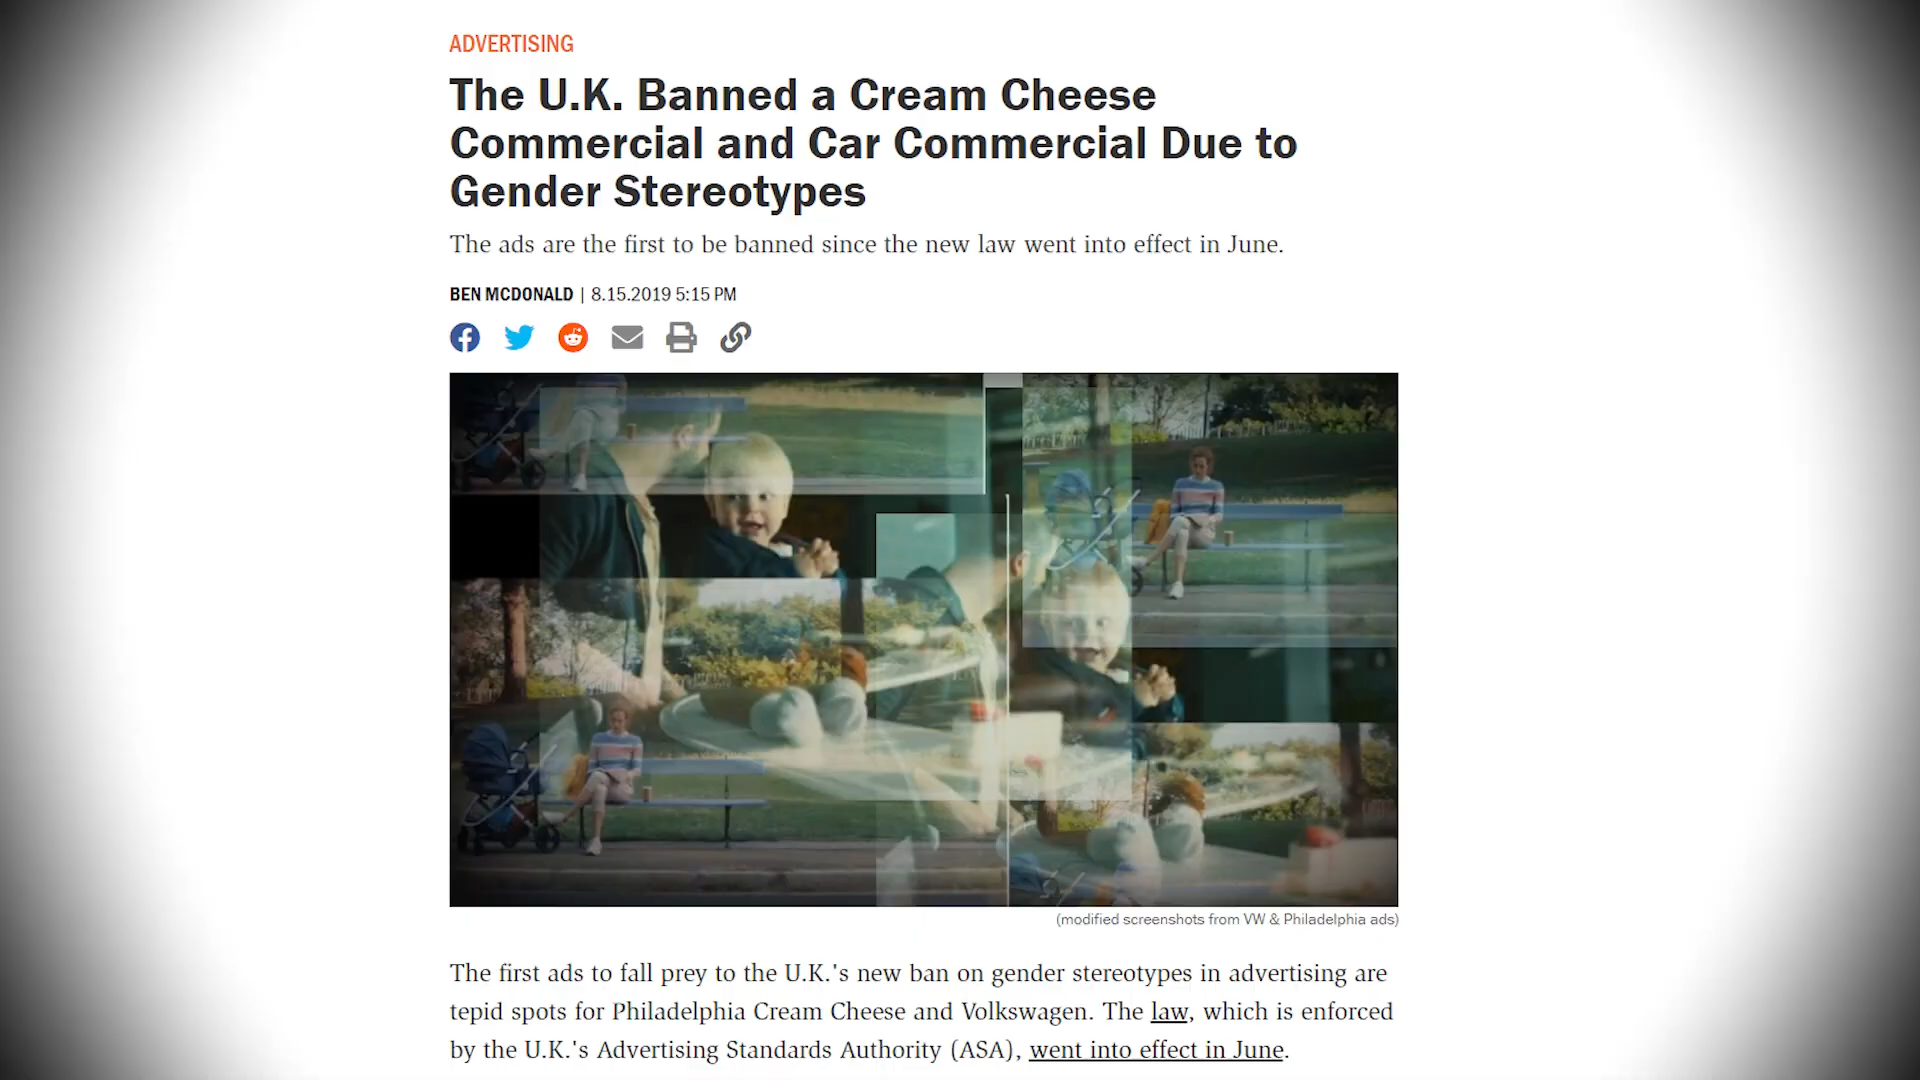 ADVERTISING
The U.K. Banned a Cream Cheese
Commercial and Car Commercial Due to
Gender Stereotypes
The ads are the first to be banned since the new law went into effect in June.
BEN MCDONALD | 8.15.2019 5:15 PM
(modified screenshots from VW & Philadelphia ads)
The first ads to fall prey to the U.K.'s new ban on gender stereotypes in advertising are
tepid spots for Philadelphia Cream Cheese and Volkswagen. The law, which is enforced
by the U.K.'s Advertising Standards Authority (ASA), went into effect in June.